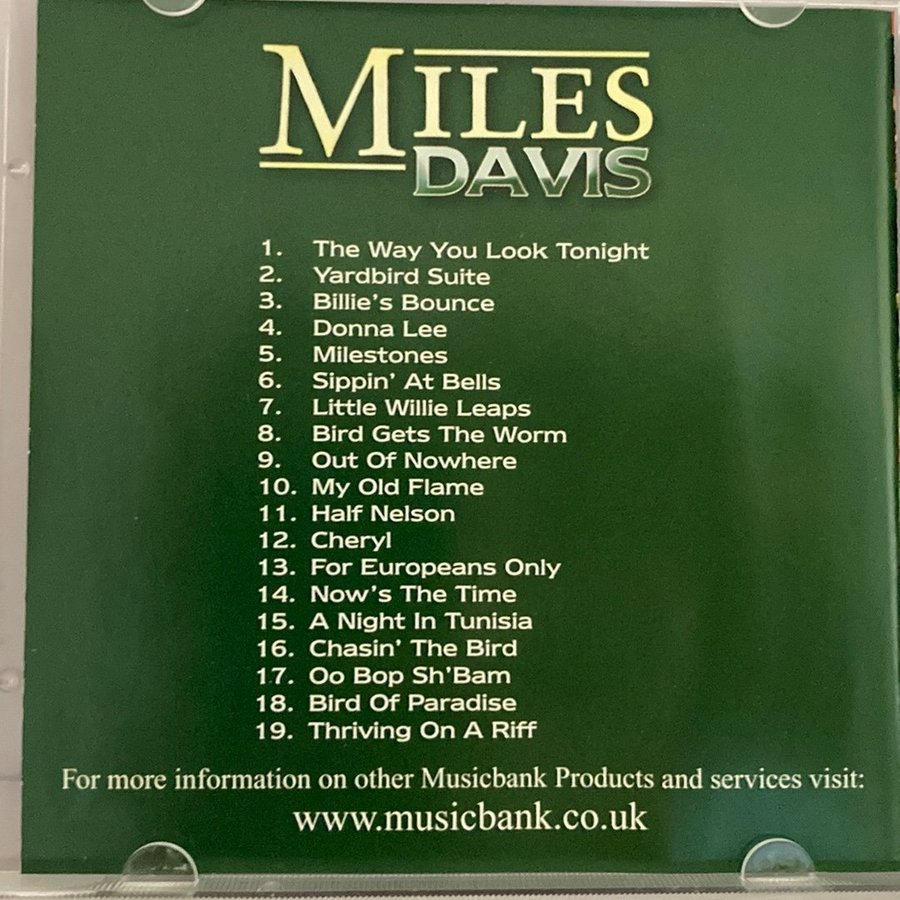 MILES
DAVIS
1. The Way You Look Tonight
2. Yardbird Suite
3. Billie's Bounce
4. Donna Lee
5. Milestones
6. Sippin' At Bells
7. Little Willie Leaps
8. Bird Gets The Worm
9. Out Of Nowhere
10. My Old Flame
11. Half Nelson
12. Cheryl
13. For Europeans Only
14. Now's The Time
15. A Night In Tunisia
16. Chasin' The Bird
17. Oo Bop Sh'Bam
18. Bird Of Paradise
19. Thriving On A Riff
For more information on other Musicbank Products and services visit:
www.musicbank.co.uk